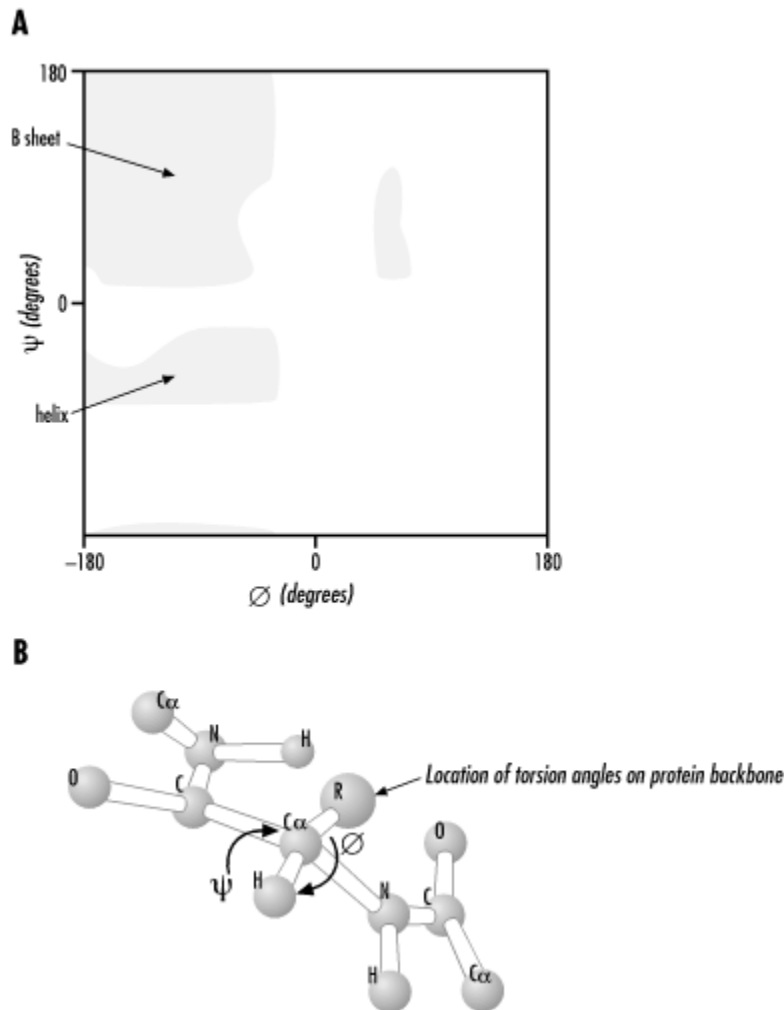 A
180
B sheet
ψ (degrees)
0
helix
−180
0
180
∅ (degrees)
B
Cα
N
H
O
C
R
Location of torsion angles on protein backbone
Cα
∅
O
ψ
H
N
C
H
Cα